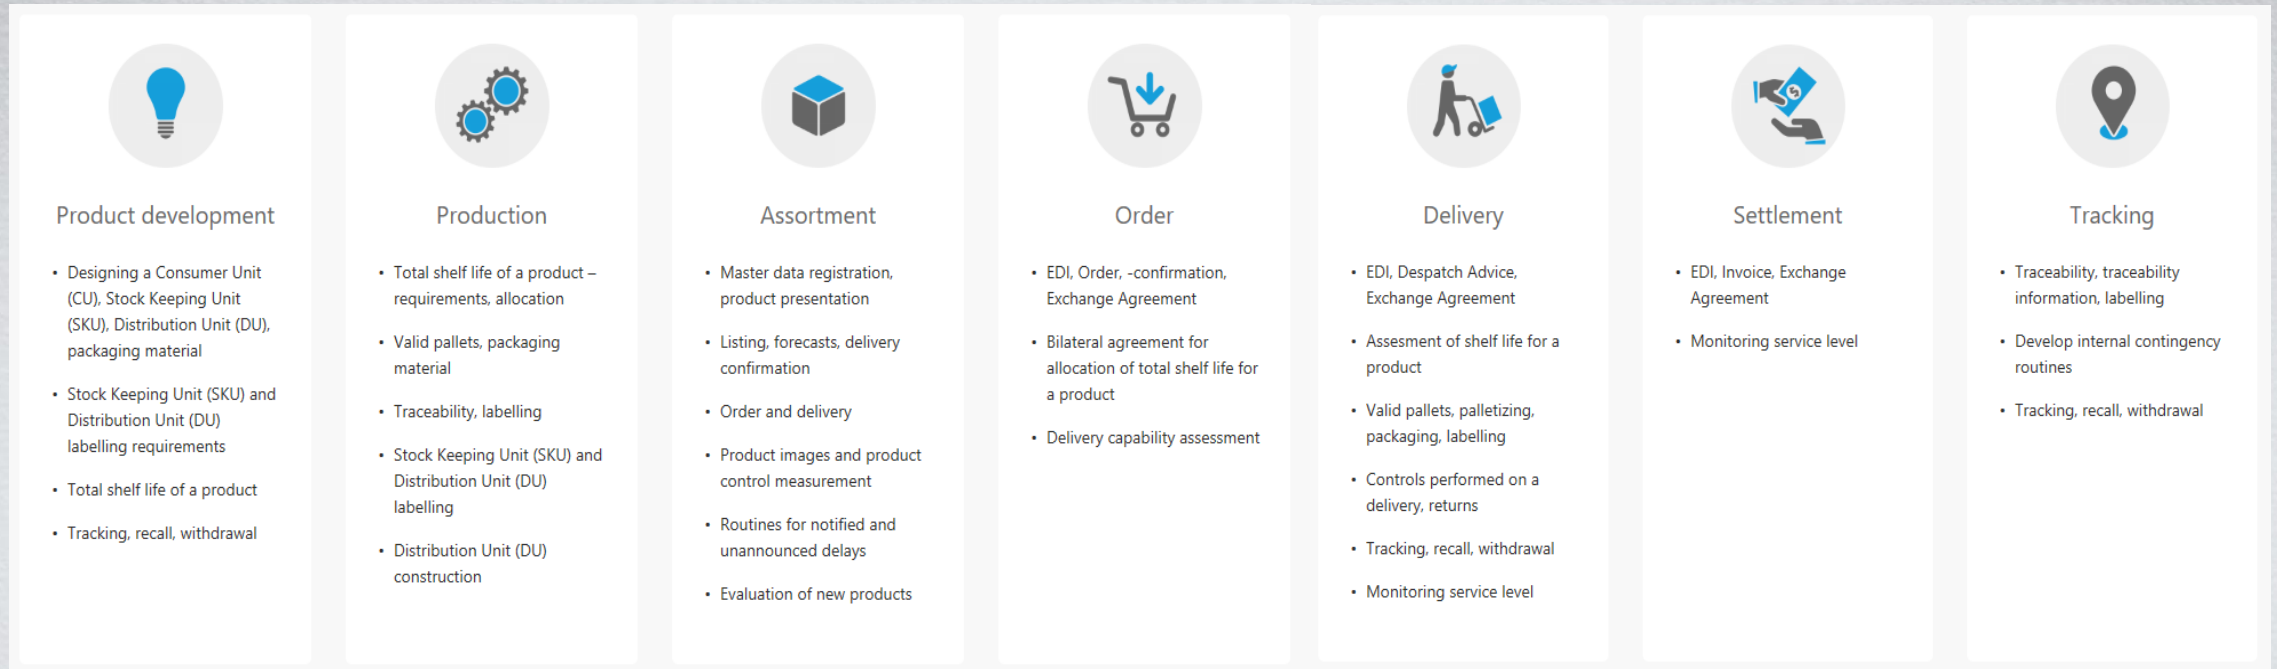 Product development
• Designing a Consumer Unit
(CU), Stock Keeping Unit
(SKU), Distribution Unit (DU),
packaging material
• Stock Keeping Unit (SKU) and
Distribution Unit (DU)
labelling requirements
• Total shelf life of a product
• Tracking, recall, withdrawal
Production
• Total shelf life of a product –
requirements, allocation
• Valid pallets, packaging
material
• Traceability, labelling
• Stock Keeping Unit (SKU) and
Distribution Unit (DU)
labelling
• Distribution Unit (DU)
construction
Assortment
• Master data registration,
product presentation
• Listing, forecasts, delivery
confirmation
• Order and delivery
• Product images and product
control measurement
• Routines for notified and
unannounced delays
• Evaluation of new products
Order
• EDI, Order, -confirmation,
Exchange Agreement
• Bilateral agreement for
allocation of total shelf life for
a product
• Delivery capability assessment
Delivery
• EDI, Despatch Advice,
Exchange Agreement
• Assesment of shelf life for a
product
• Valid pallets, palletizing,
packaging, labelling
• Controls performed on a
delivery, returns
• Tracking, recall, withdrawal
• Monitoring service level
$
Settlement
• EDI, Invoice, Exchange
Agreement
• Monitoring service level
Tracking
• Traceability, traceability
information, labelling
• Develop internal contingency
routines
• Tracking, recall, withdrawal